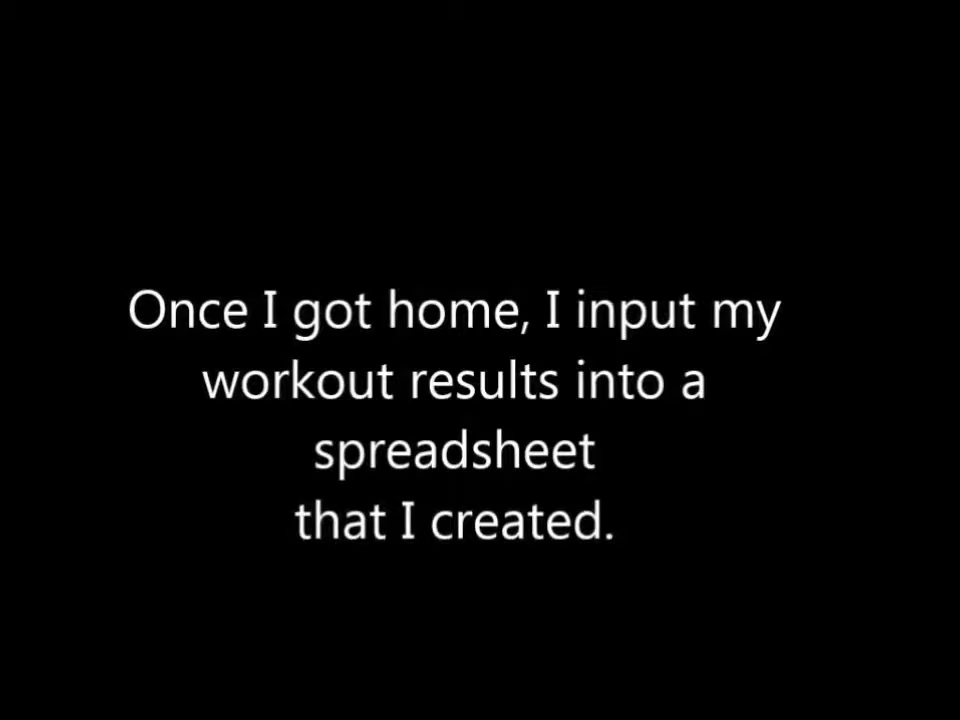 Once I got home, I input my
workout results into a
spreadsheet
that I created.